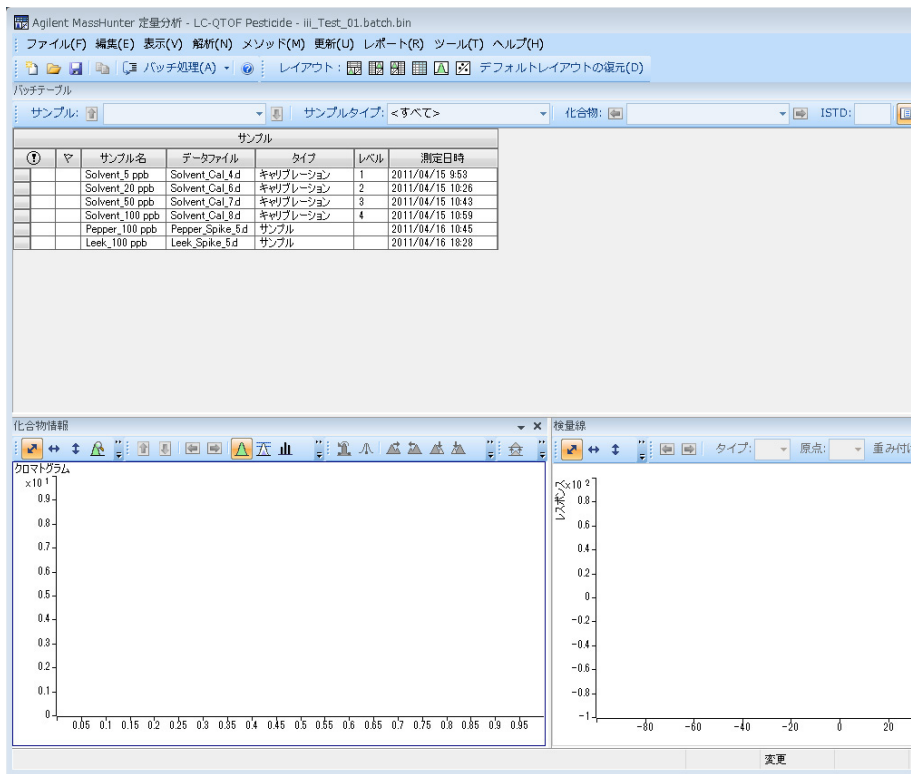 Agilent MassHunter 定量分析 - LC-QTOF Pesticide - iii_Test_01.batch.bin
ファイル(F) 編集(E) 表示(V) 解析(N) メソッド(M) 更新(U) レポート(R) ツール(T) ヘルプ(H)
バッチ処理(A) レイアウト: デフォルトレイアウトの復元(D)
バッチテーブル
サンプル: サンプルタイプ: <すべて> 化合物: ISTD:
サンプル
サンプル名 データファイル タイプ レベル 測定日時
Solvent_5 ppb Solvent_Cal_4.d キャリブレーション 1 2011/04/15 9:53
Solvent_20 ppb Solvent_Cal_6.d キャリブレーション 2 2011/04/15 10:26
Solvent_50 ppb Solvent_Cal_7.d キャリブレーション 3 2011/04/15 10:43
Solvent_100 ppb Solvent_Cal_8.d キャリブレーション 4 2011/04/15 10:59
Pepper_100 ppb Pepper_Spike_5.d サンプル 2011/04/16 10:45
Leek_100 ppb Leek_Spike_5.d サンプル 2011/04/16 18:28
化合物情報
クロマトグラム
x10 1
0.9
0.8
0.7
0.6
0.5
0.4
0.3
0.2
0.1
0
0.05 0.1 0.15 0.2 0.25 0.3 0.35 0.4 0.45 0.5 0.55 0.6 0.65 0.7 0.75 0.8 0.85 0.9 0.95
検量線
タイプ: 原点: 重み付け
レスポンス
x10 2
0.8
0.6
0.4
0.2
0
-0.2
-0.4
-0.6
-0.8
-1
-80 -60 -40 -20 0 20
変更